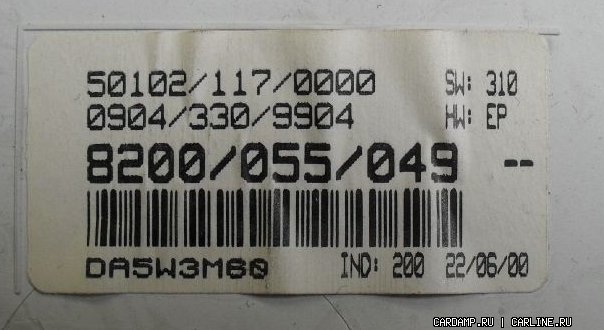 50102/117/0000 SW: 310
0904/330/9904 HW: EP
8200/055/049 --
DA5W3M60 IND: 200 22/06/00
CARDAMP.RU | CARLINE.RU